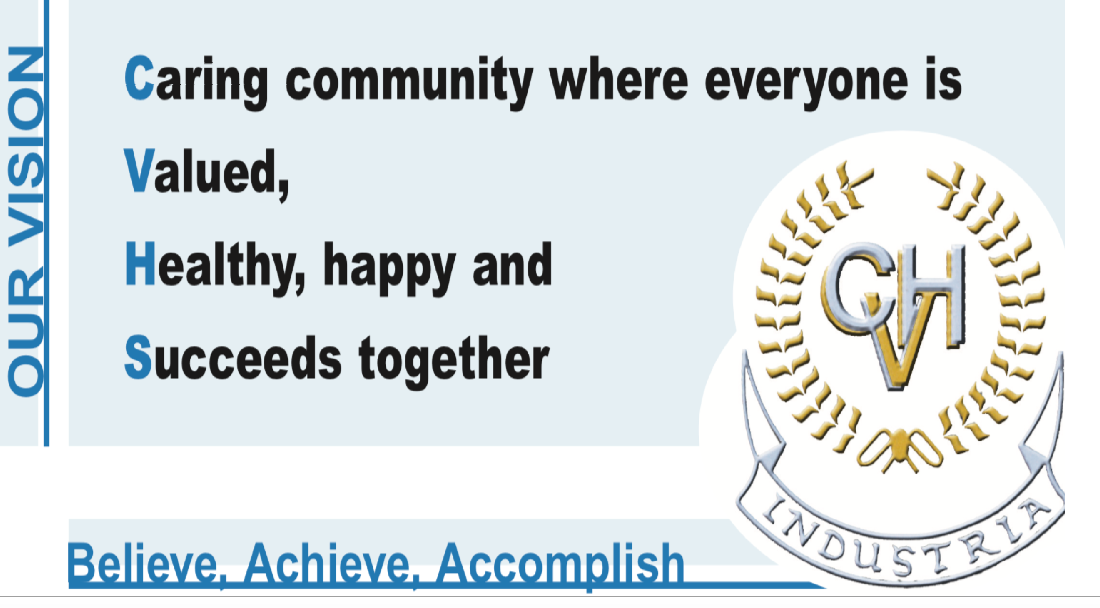 OUR VISION
Caring community where everyone is
Valued,
Healthy, happy and
Succeeds together
CVH
INDUSTRIA
Believe, Achieve, Accomplish